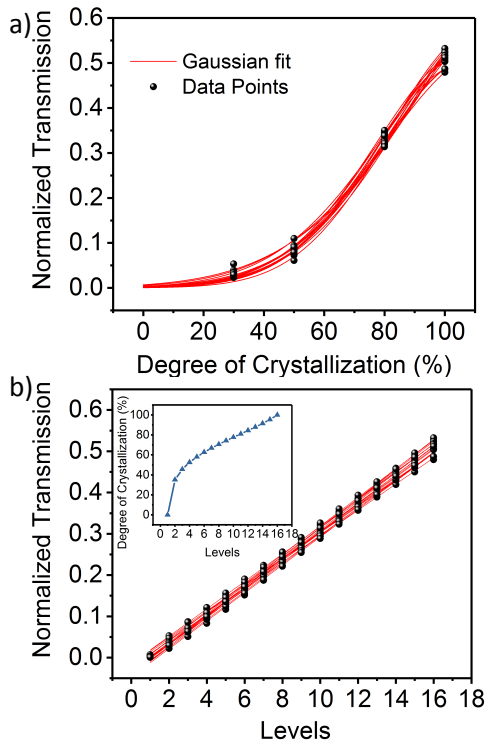 a)
Normalized Transmission
0.6
0.5
0.4
0.3
0.2
0.1
0.0
Gaussian fit
Data Points
0 20 40 60 80 100
Degree of Crystallization (%)
b)
Normalized Transmission
0.6
0.5
0.4
0.3
0.2
0.1
0.0
Degree of Crystallization (%)
100
80
60
40
20
0
0 2 4 6 8 10 12 14 16 18
Levels
0 2 4 6 8 10 12 14 16 18
Levels